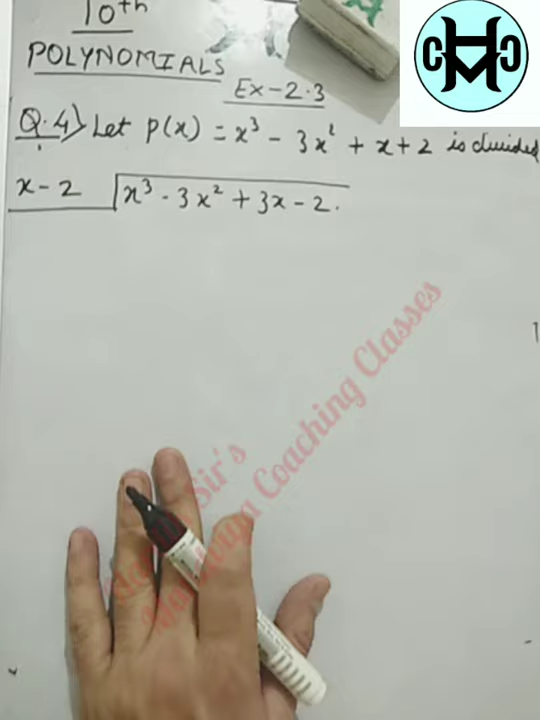 10th
POLYNOMIALS
Ex-2.3
Q.4) Let p(x) = x³ - 3x² + x + 2 is divided
x-2 x³ - 3x² + 3x - 2.
Sir's
Coaching Classes